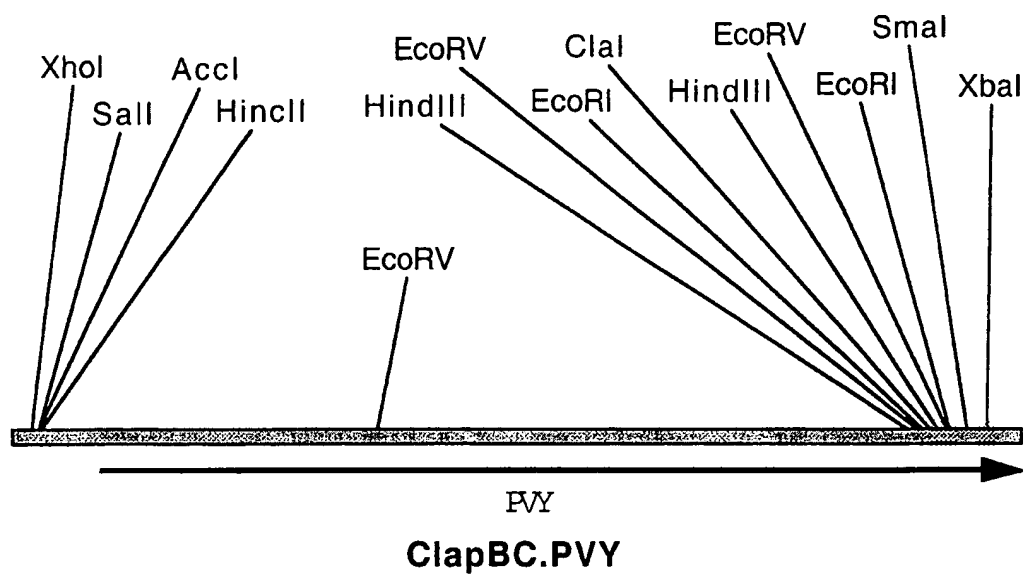 XhoI
SalI
AccI
HincII
HindIII
EcoRV
EcoRI
ClaI
HindIII
EcoRV
EcoRI
SmaI
XbaI
EcoRV
PVY
ClapBC.PVY